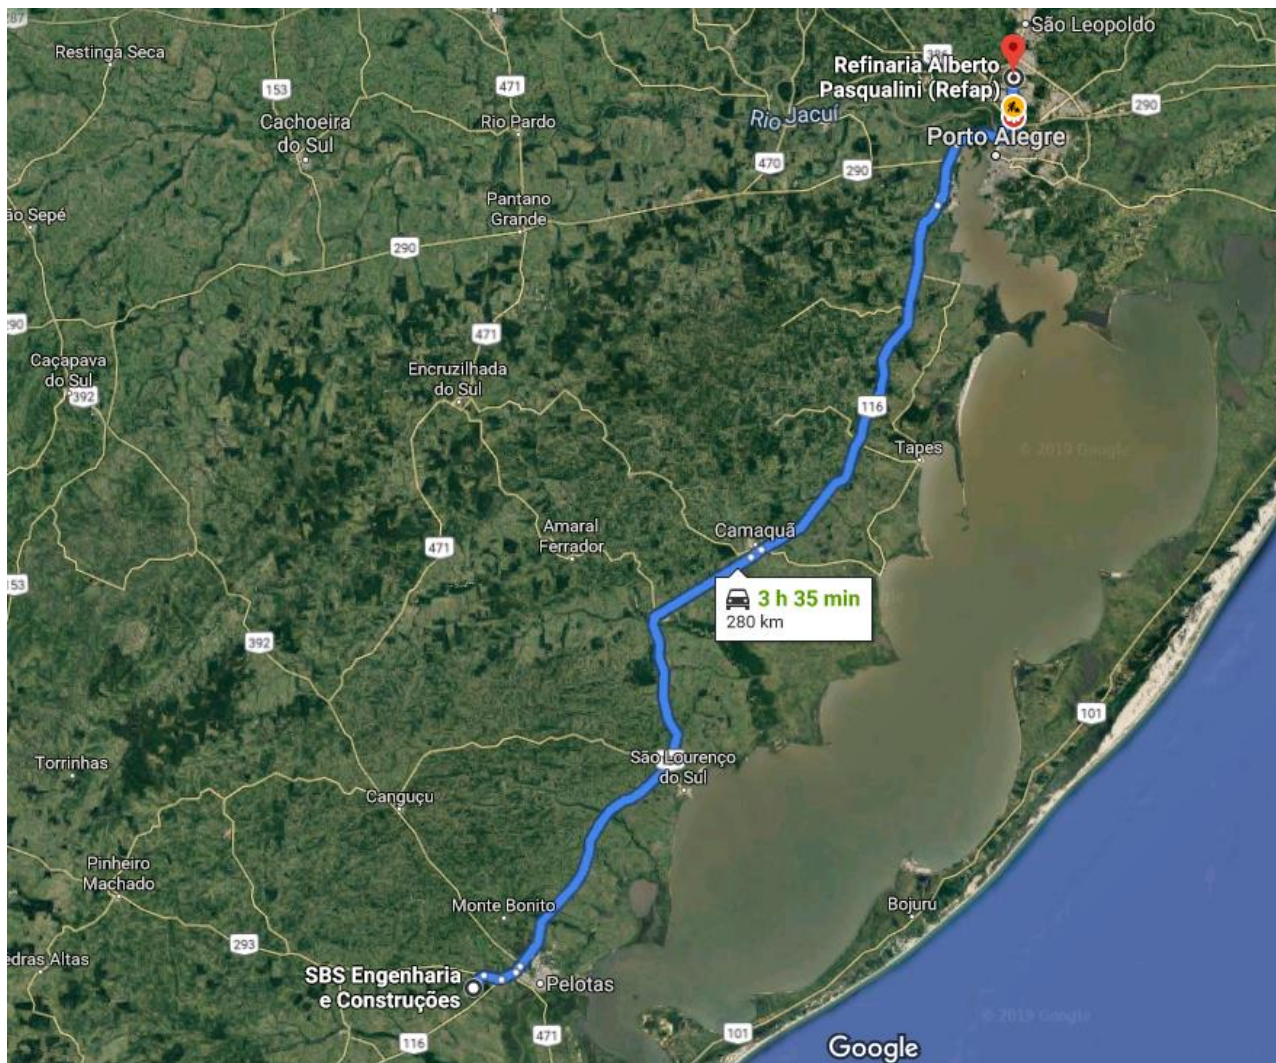 São Leopoldo
287
Restinga Seca
386
Refinaria Alberto
Pasqualini (Refap)
153
471
290
Rio Jacuí
Rio Pardo
Cachoeira
do Sul
Porto Alegre
470
290
Pantano
Grande
ão Sepé
290
290
471
Caçapava
do Sul
392
Encruzilhada
do Sul
116
Tapes
© 2019 Google
Camaquã
Amaral
Ferrador
471
153
3 h 35 min
280 km
392
101
São Lourenço
do Sul
Torrinhas
Canguçu
Pinheiro
Machado
Monte Bonito
Bojuru
293
edras Altas
SBS Engenharia
e Construções
Pelotas
© 2019 Google
471
101
116
Google